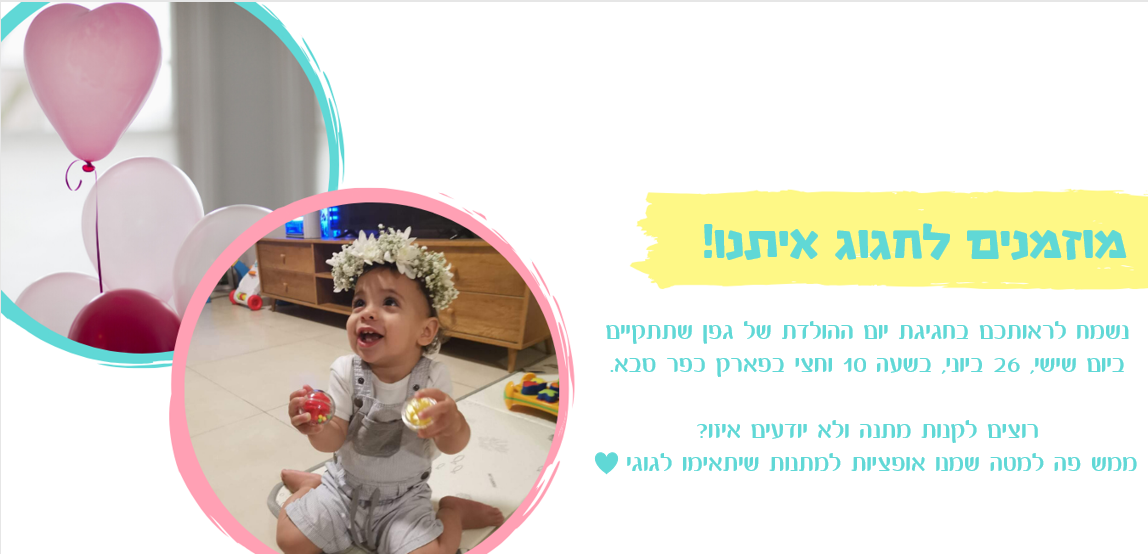 מוזמנים לחגוג איתנו!
נשמח לראותכם בחגיגת יום ההולדת של גפן שתתקיים
ביום שישי, 26 ביוני, בשעה 10 וחצי בפארק כפר סבא.
רוצים לקנות מתנה ולא יודעים איזו?
ממש פה למטה שמנו אופציות למתנות שיתאימו לגוגי